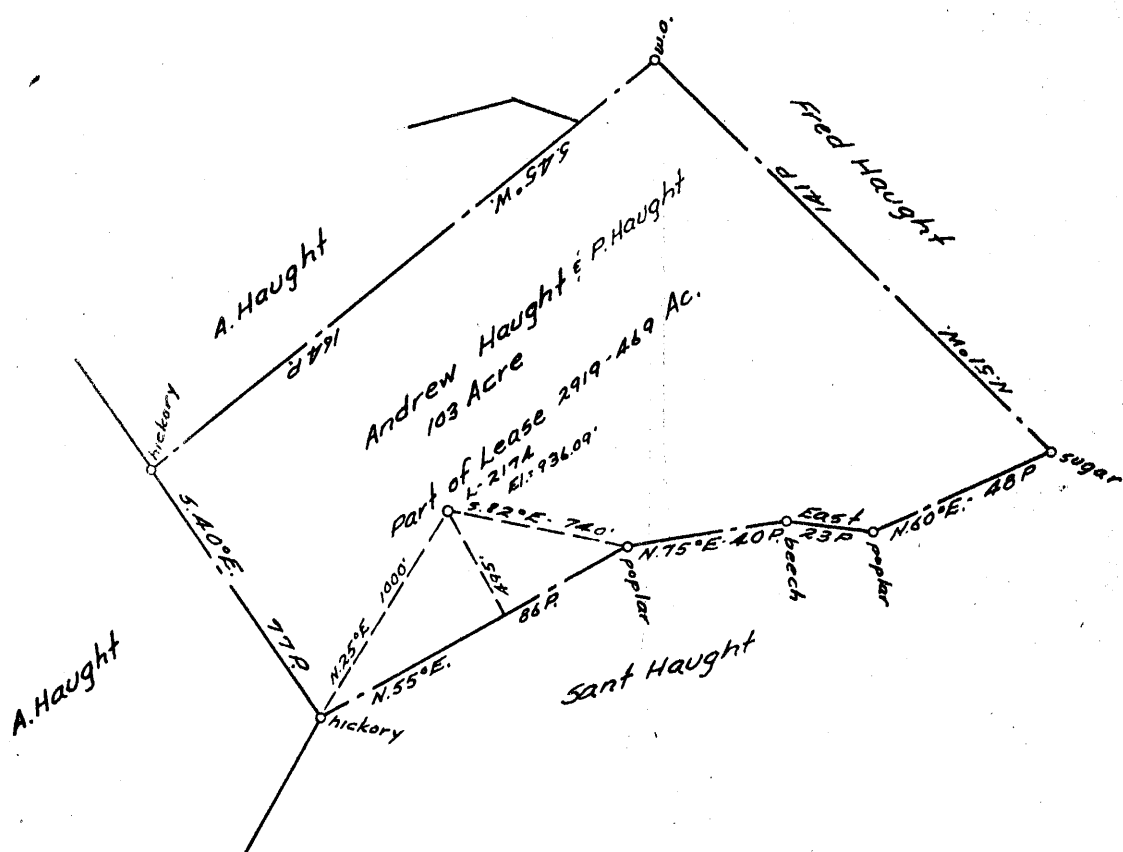 W.O.
Fred Haught
141 P
N.51°W.
S.45°W.
164 P.
A. Haught
hickory
Andrew Haught & P. Haught
103 Acre
Part of Lease 2919-469 Ac.
L-2174
El.=936.09'
S.82°E. 740.'
495'
N.25°E 1000'
S.40°E. 77 P.
A. Haught
hickory
N.55°E. 86 P.
poplar
N.75°E 40 P.
beech
East
23 P
poplar
N.60°E.- 48 P
sugar
Sant Haught